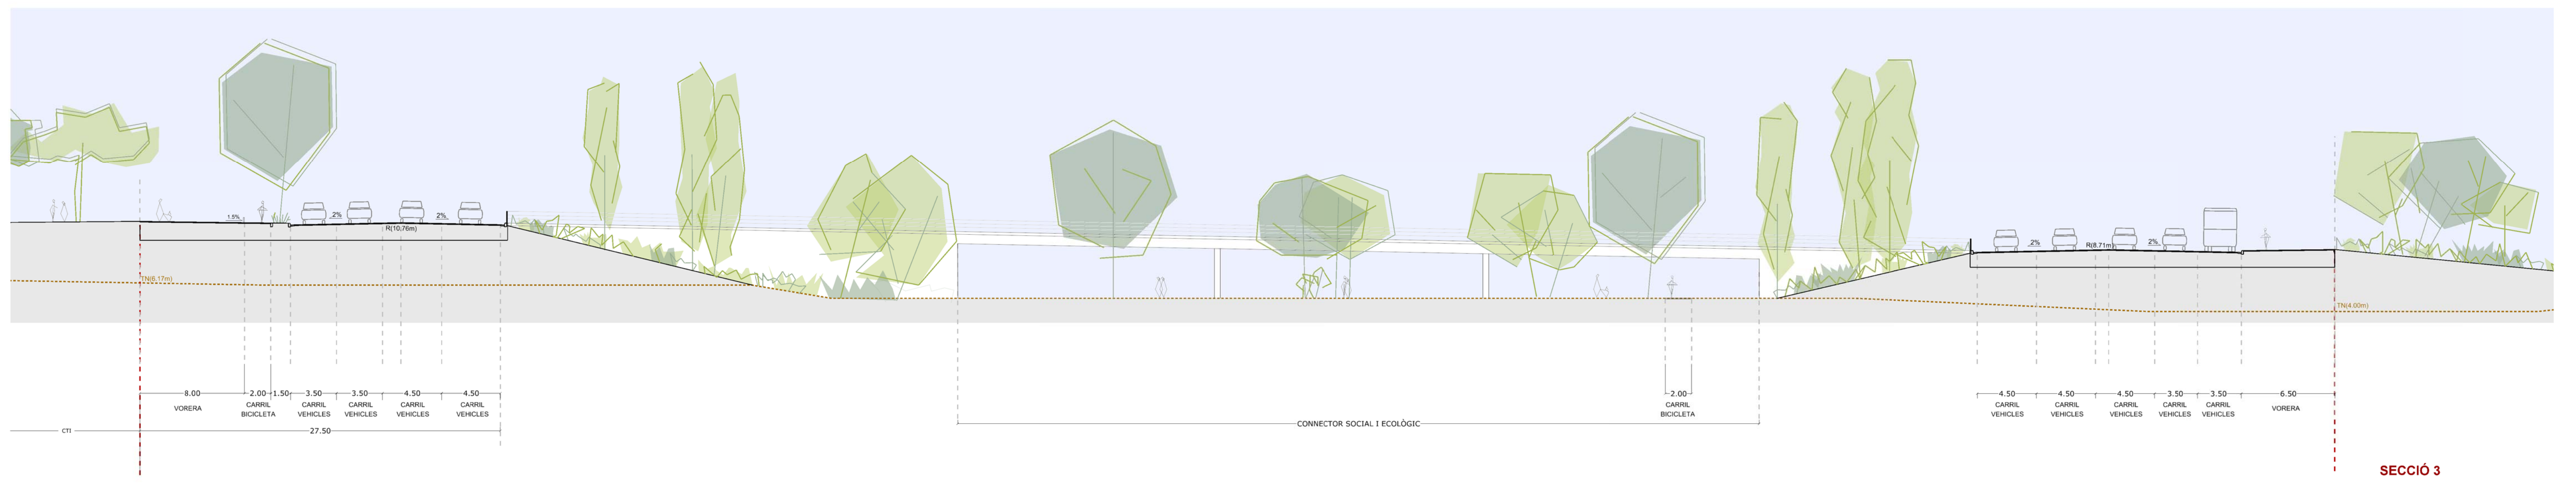 1.5%
2%
2%
R(10,76m)
TN(6,17m)
2%
R(8.71m)
2%
TN(4.00m)
8.00
2.00
1.50
3.50
3.50
4.50
4.50
VORERA
CARRIL
BICICLETA
CARRIL
VEHICLES
CARRIL
VEHICLES
CARRIL
VEHICLES
CARRIL
VEHICLES
CTI
27.50
CONNECTOR SOCIAL I ECOLÒGIC
2.00
CARRIL
BICICLETA
4.50
4.50
4.50
3.50
3.50
6.50
CARRIL
VEHICLES
CARRIL
VEHICLES
CARRIL
VEHICLES
CARRIL
VEHICLES
CARRIL
VEHICLES
VORERA
SECCIÓ 3